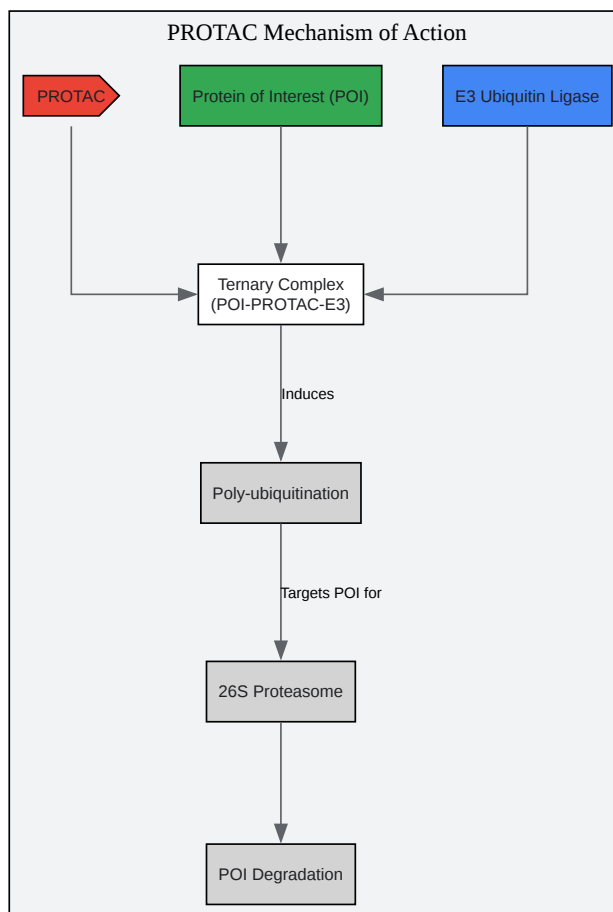 PROTAC Mechanism of Action
PROTAC
Protein of Interest (POI)
E3 Ubiquitin Ligase
Ternary Complex
(POI-PROTAC-E3)
Induces
Poly-ubiquitination
Targets POI for
26S Proteasome
POI Degradation